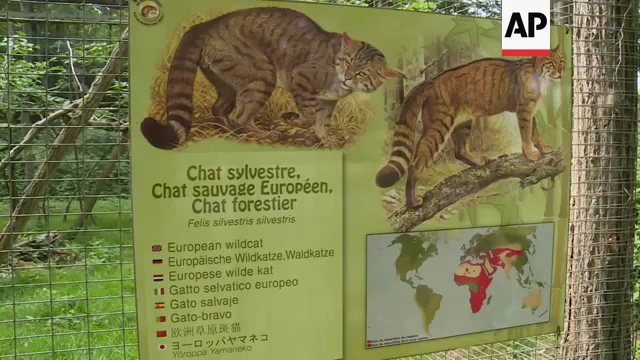 AP
Chat sylvestre,
Chat sauvage Européen,
Chat forestier
Felis silvestris silvestris
European wildcat
Europäische Wildkatze, Waldkatze
Europese wilde kat
Gatto selvatico europeo
Gato salvaje
Gato-bravo
欧洲草原斑猫
ヨーロッパヤマネコ
Yōroppa Yamaneko